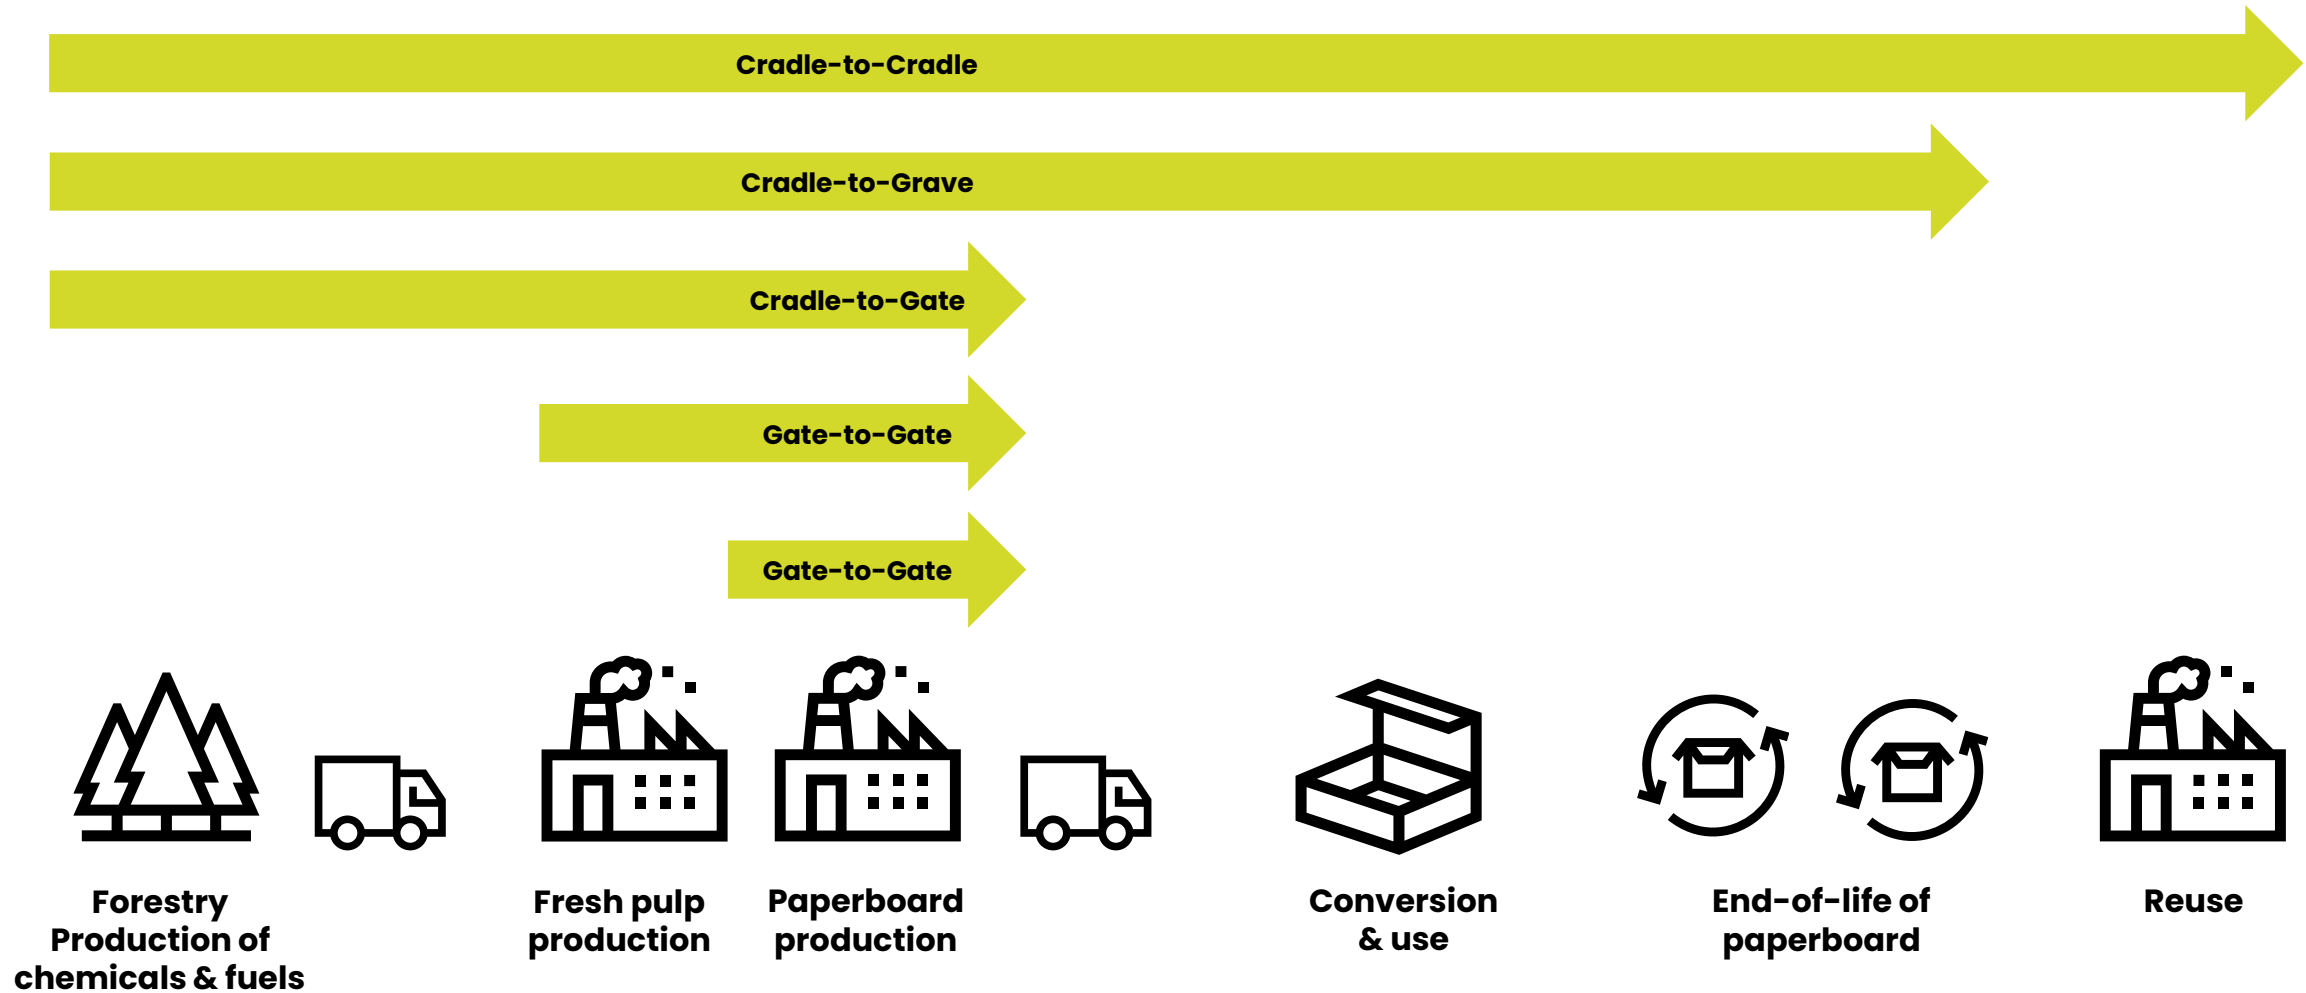 Cradle-to-Cradle
Cradle-to-Grave
Cradle-to-Gate
Gate-to-Gate
Gate-to-Gate
Forestry
Production of
chemicals & fuels
Fresh pulp
production
Paperboard
production
Conversion
& use
End-of-life of
paperboard
Reuse